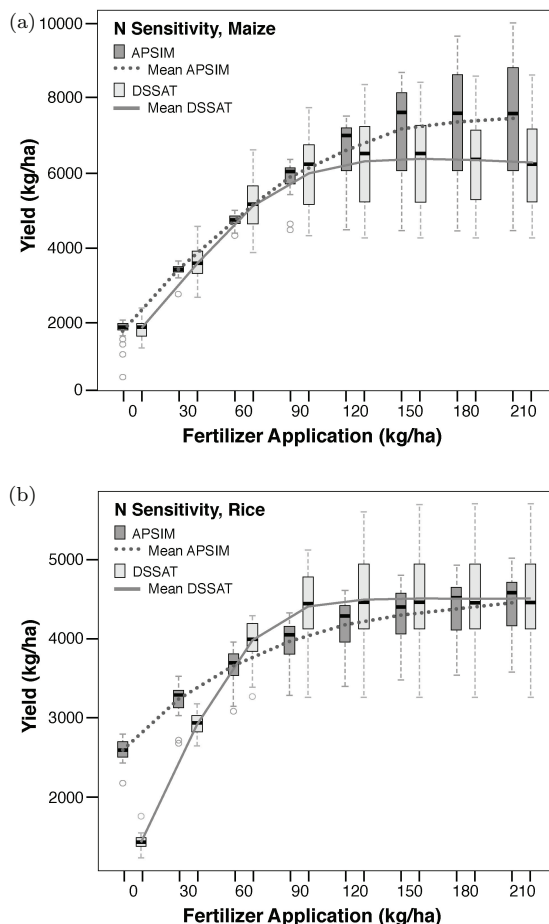 (a)
N Sensitivity, Maize
APSIM
Mean APSIM
DSSAT
Mean DSSAT
Yield (kg/ha)
10000
8000
6000
4000
2000
0
0 30 60 90 120 150 180 210
Fertilizer Application (kg/ha)
(b)
N Sensitivity, Rice
APSIM
Mean APSIM
DSSAT
Mean DSSAT
Yield (kg/ha)
5000
4000
3000
2000
0 30 60 90 120 150 180 210
Fertilizer Application (kg/ha)